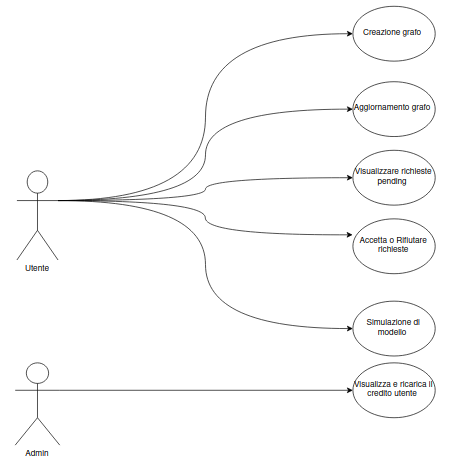 Creazione grafo
Aggiornamento grafo
Visualizzare richieste
pending
Accetta o Rifiutare
richieste
Utente
Simulazione di
modello
Visualizza e ricarica il
credito utente
Admin